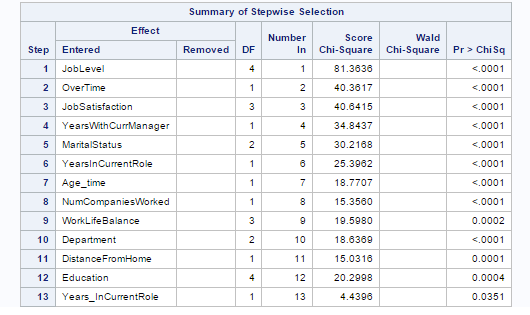 Summary of Stepwise Selection
Effect
Step Entered Removed DF Number In Score Chi-Square Wald Chi-Square Pr > ChiSq
1 JobLevel 4 1 81.3636 <.0001
2 OverTime 1 2 40.3617 <.0001
3 JobSatisfaction 3 3 40.6415 <.0001
4 YearsWithCurrManager 1 4 34.8437 <.0001
5 MaritalStatus 2 5 30.2168 <.0001
6 YearsInCurrentRole 1 6 25.3962 <.0001
7 Age_time 1 7 18.7707 <.0001
8 NumCompaniesWorked 1 8 15.3560 <.0001
9 WorkLifeBalance 3 9 19.5980 0.0002
10 Department 2 10 18.6369 <.0001
11 DistanceFromHome 1 11 15.0316 0.0001
12 Education 4 12 20.2998 0.0004
13 Years_InCurrentRole 1 13 4.4396 0.0351